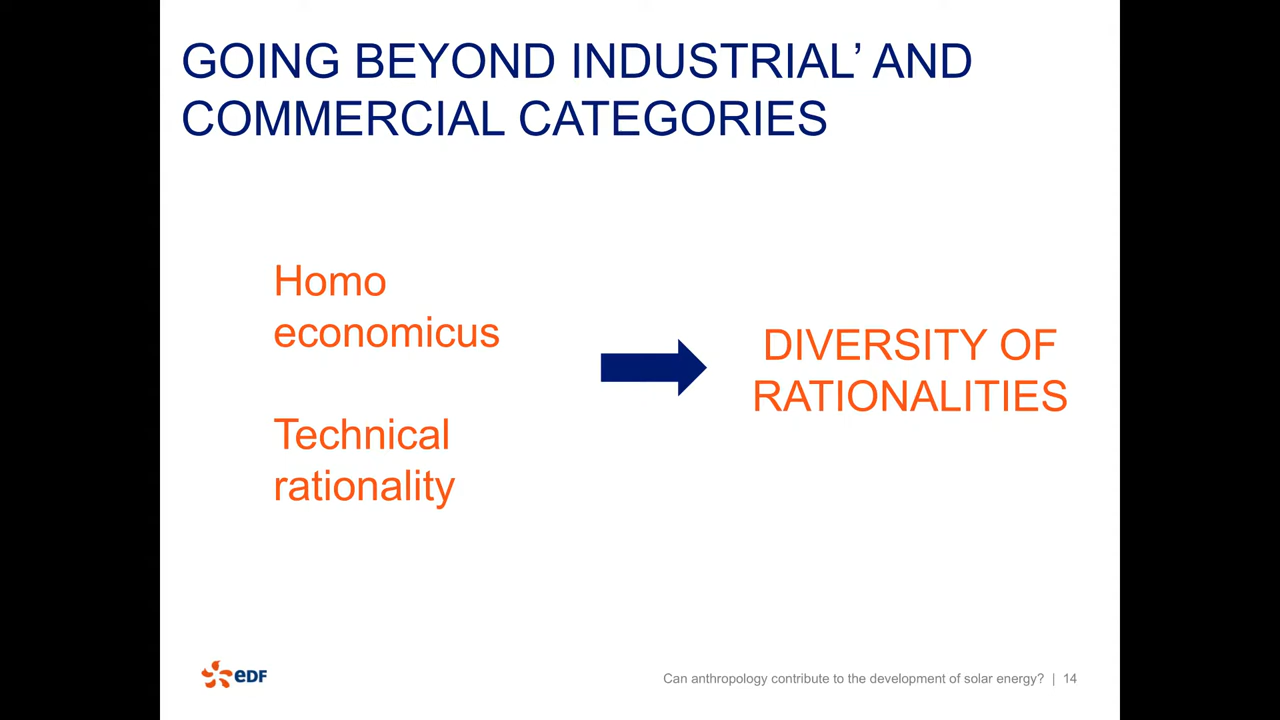 GOING BEYOND INDUSTRIAL’ AND
COMMERCIAL CATEGORIES
Homo
economicus
Technical
rationality
DIVERSITY OF
RATIONALITIES
eDF
Can anthropology contribute to the development of solar energy? | 14